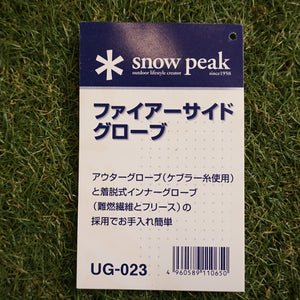 snow peak
outdoor lifestyle creator
since1958
ファイアーサイド
グローブ
アウターグローブ(ケブラー糸使用)
と着脱式インナーグローブ
(難燃繊維とフリース)の
採用でお手入れ簡単
UG-023
4 960589 110650